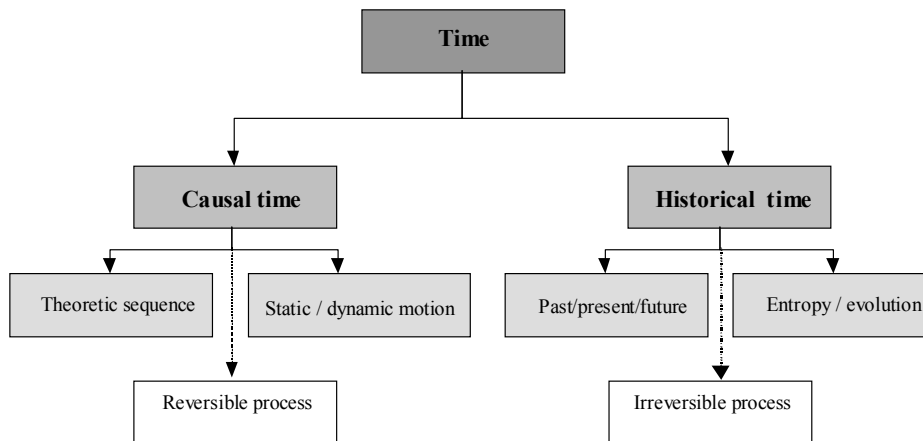 Time
Causal time
Historical time
Theoretic sequence
Static / dynamic motion
Past/present/future
Entropy / evolution
Reversible process
Irreversible process